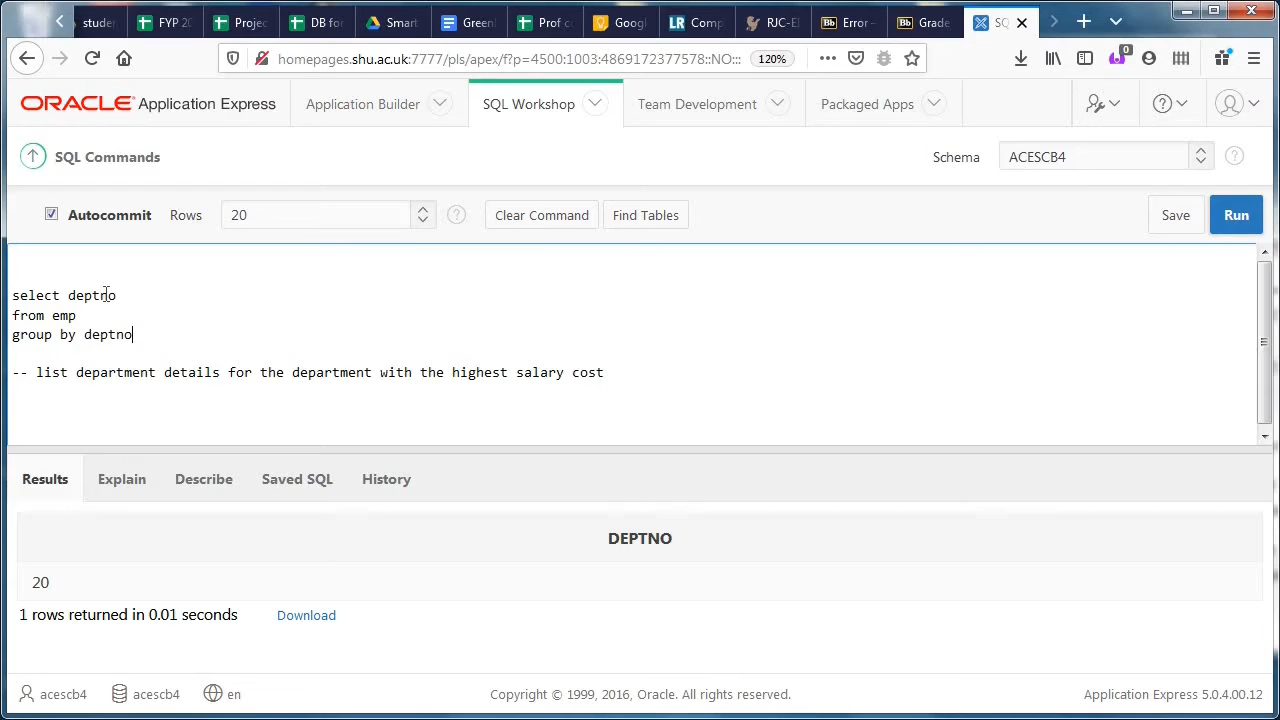 studen
FYP 20
Projec
DB for
Smart
Green
Prof c
Googl
Comp
RJC-El
Error –
Grade
SQ
homepages.shu.ac.uk:7777/pls/apex/f?p=4500:1003:4869172377578::NO:::
120%
0
ORACLE Application Express
Application Builder
SQL Workshop
Team Development
Packaged Apps
SQL Commands
Schema
ACESCB4
Autocommit
Rows
20
Clear Command
Find Tables
Save
Run
select deptno
from emp
group by deptno
-- list department details for the department with the highest salary cost
Results
Explain
Describe
Saved SQL
History
DEPTNO
20
1 rows returned in 0.01 seconds
Download
acescb4
acescb4
en
Copyright © 1999, 2016, Oracle. All rights reserved.
Application Express 5.0.4.00.12